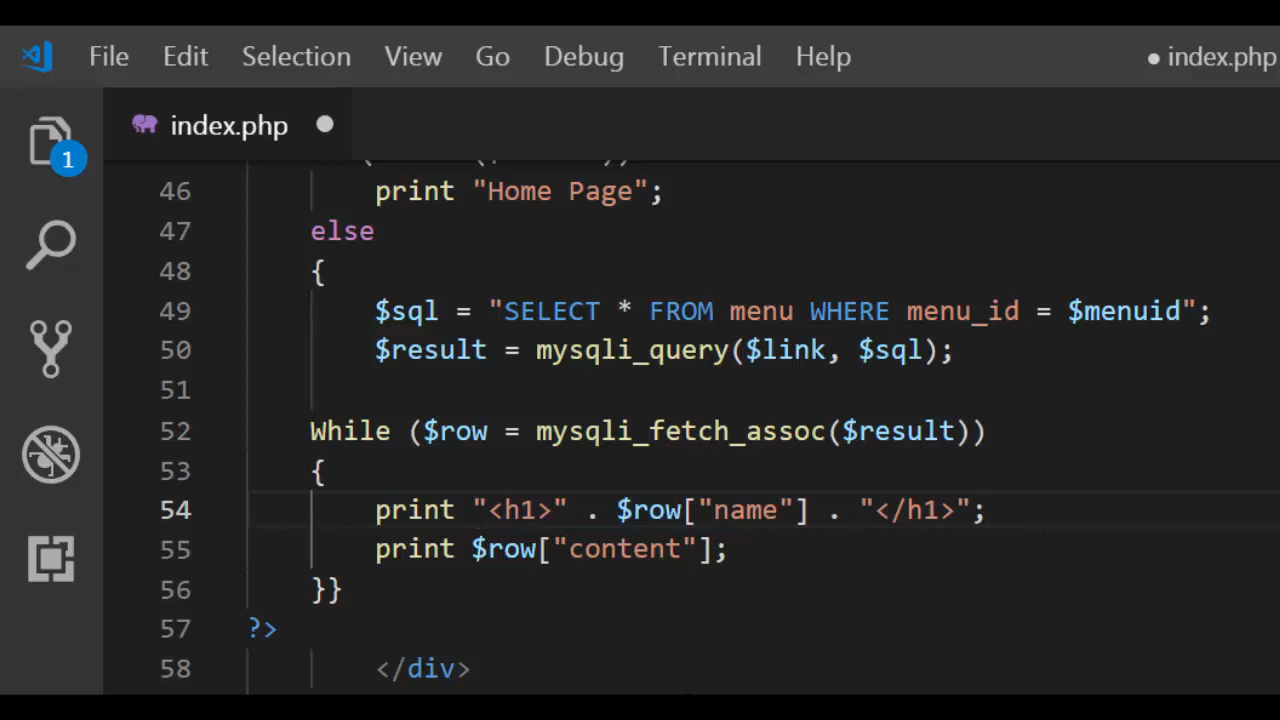 File Edit Selection View Go Debug Terminal Help ● index.php
index.php ●
1
46 print "Home Page";
47 else
48 {
49 $sql = "SELECT * FROM menu WHERE menu_id = $menuid";
50 $result = mysqli_query($link, $sql);
51
52 While ($row = mysqli_fetch_assoc($result))
53 {
54 print "<h1>" . $row["name"] . "</h1>";
55 print $row["content"];
56 }}
57 ?>
58 </div>